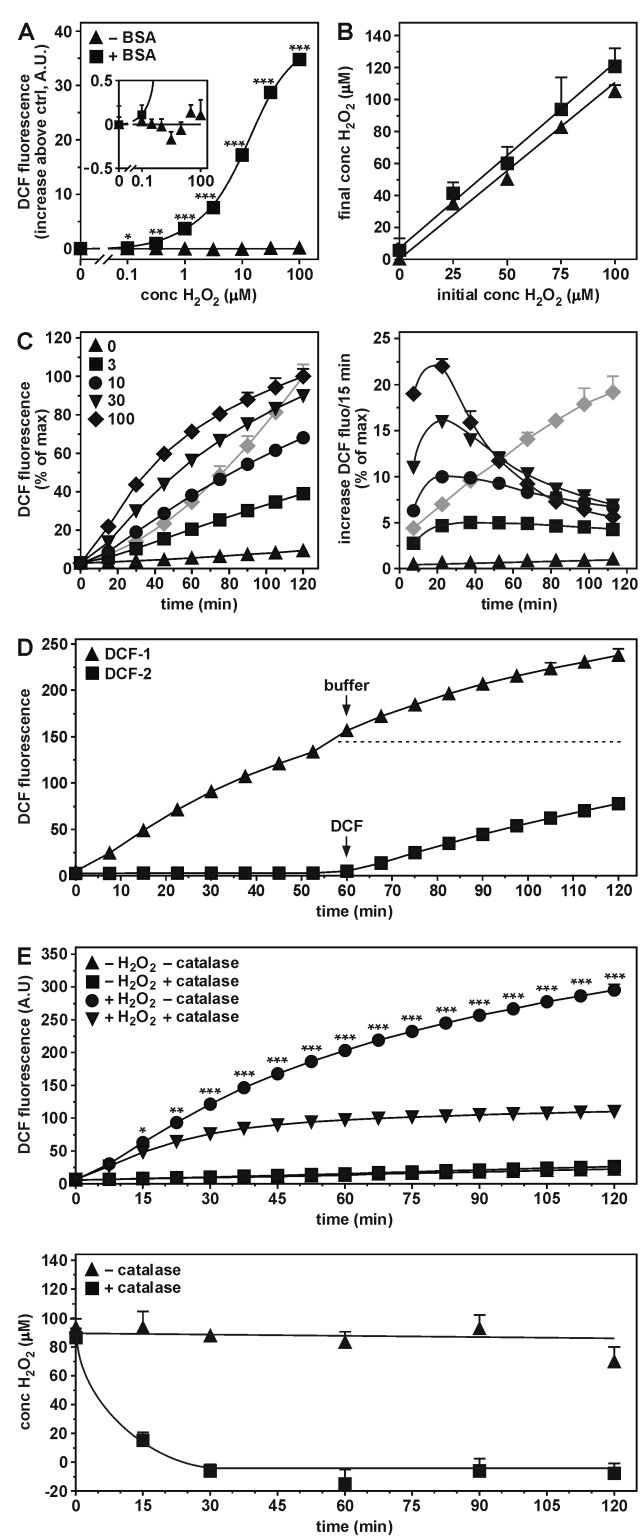 A
– BSA
+ BSA
DCF fluorescence
(increase above ctrl, A.U.)
40
30
20
10
0
0.5
0
–0.5
0 0.1 100
* ** *** *** *** *** ***
0 0.1 1 10 100
conc H₂O₂ (µM)
B
final conc H₂O₂ (µM)
140
120
100
80
60
40
20
0
0 25 50 75 100
initial conc H₂O₂ (µM)
C
0
3
10
30
100
DCF fluorescence
(% of max)
120
100
80
60
40
20
0
0 20 40 60 80 100 120
time (min)
increase DCF fluo/15 min
(% of max)
25
20
15
10
5
0
0 20 40 60 80 100 120
time (min)
D
DCF-1
DCF-2
DCF fluorescence
250
200
150
100
50
0
buffer
DCF
0 10 20 30 40 50 60 70 80 90 100 110 120
time (min)
E
– H₂O₂ – catalase
– H₂O₂ + catalase
+ H₂O₂ – catalase
+ H₂O₂ + catalase
DCF fluorescence (A.U)
350
300
250
200
150
100
50
0
* ** *** *** *** *** *** *** *** *** *** *** *** *** ***
0 15 30 45 60 75 90 105 120
time (min)
– catalase
+ catalase
conc H₂O₂ (µM)
140
120
100
80
60
40
20
0
-20
0 15 30 45 60 75 90 105 120
time (min)